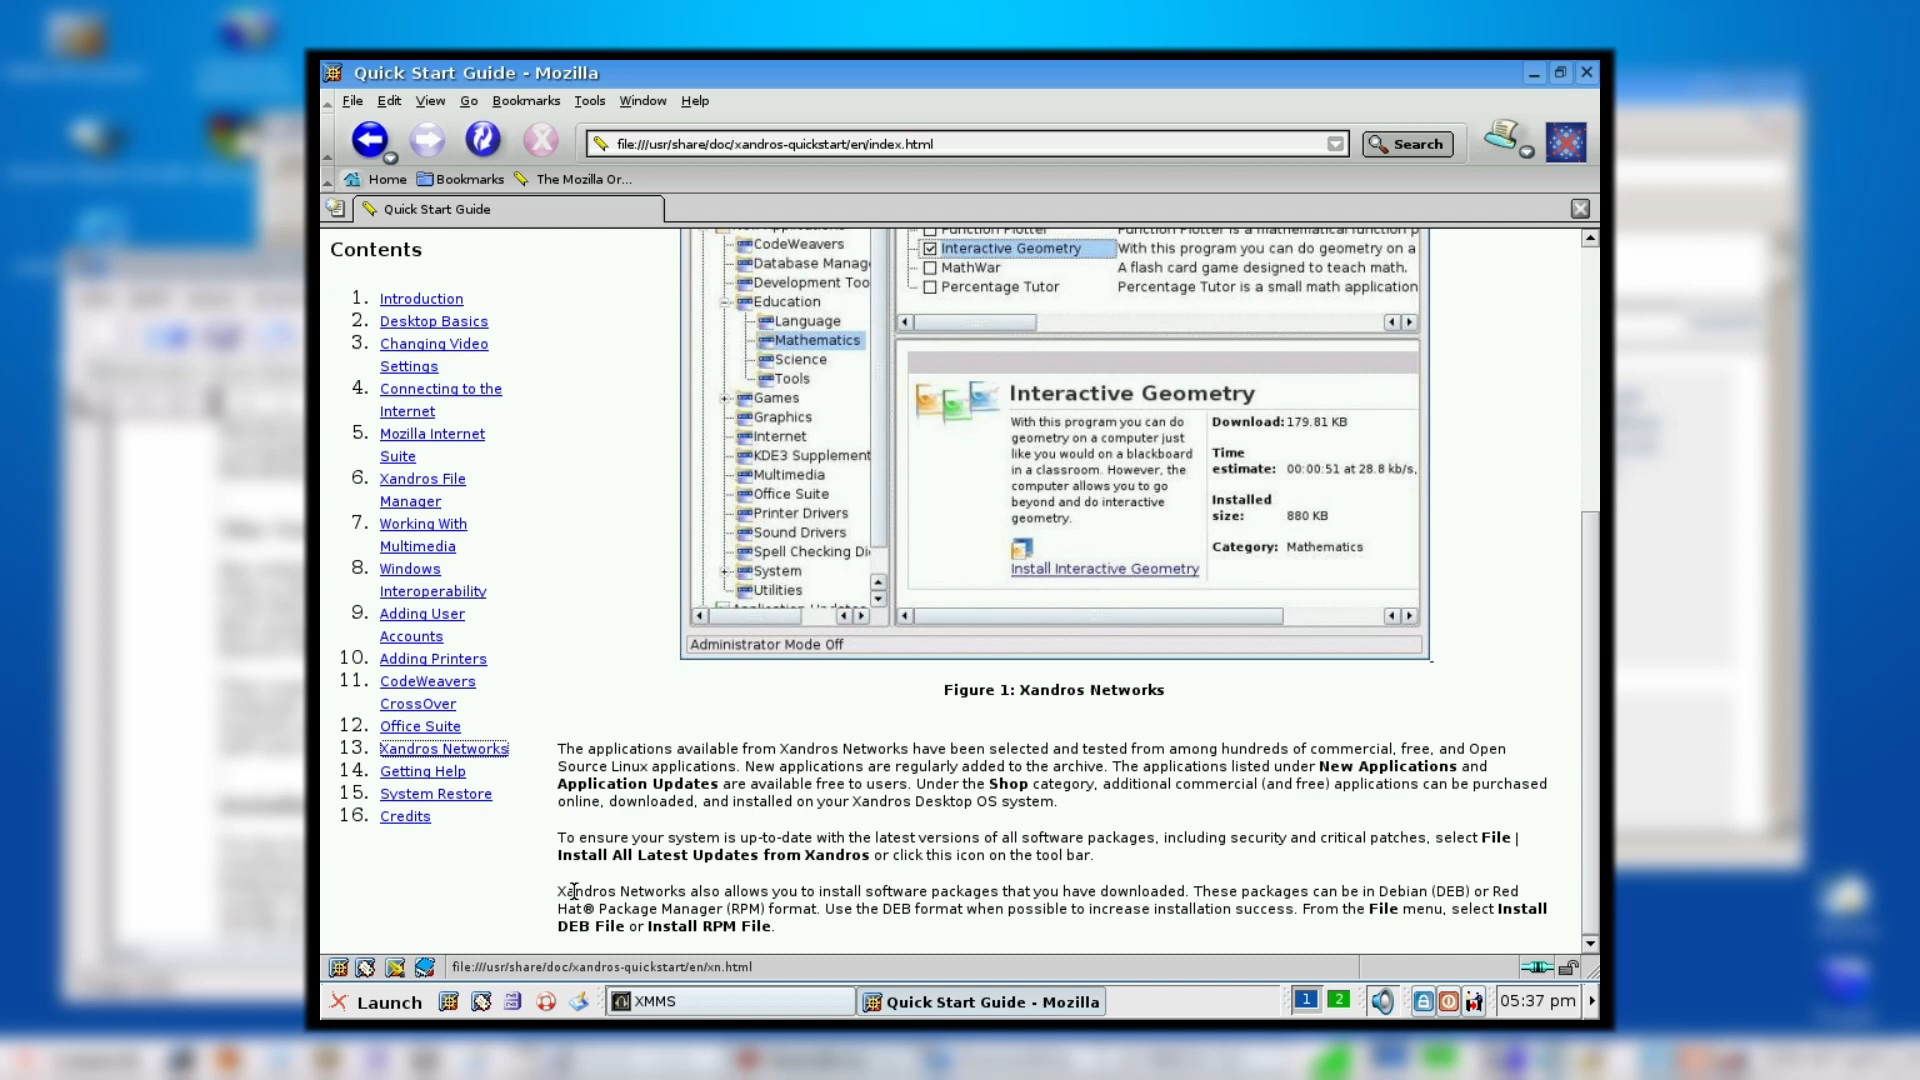 Quick Start Guide - Mozilla
File Edit View Go Bookmarks Tools Window Help
file:///usr/share/doc/xandros-quickstart/en/index.html
Search
Home Bookmarks The Mozilla Or...
Quick Start Guide
Contents
1. Introduction
2. Desktop Basics
3. Changing Video
Settings
4. Connecting to the
Internet
5. Mozilla Internet
Suite
6. Xandros File
Manager
7. Working With
Multimedia
8. Windows
Interoperability
9. Adding User
Accounts
10. Adding Printers
11. CodeWeavers
CrossOver
12. Office Suite
13. Xandros Networks
14. Getting Help
15. System Restore
16. Credits
CodeWeavers
Database Manag
Development Too
Education
Language
Mathematics
Science
Tools
Games
Graphics
Internet
KDE3 Supplement
Multimedia
Office Suite
Printer Drivers
Sound Drivers
Spell Checking Di
System
Utilities
Application Updates
Function Plotter Function Plotter is a mathematical function p
Interactive Geometry With this program you can do geometry on a
MathWar A flash card game designed to teach math.
Percentage Tutor Percentage Tutor is a small math application
Interactive Geometry
With this program you can do
geometry on a computer just
like you would on a blackboard
in a classroom. However, the
computer allows you to go
beyond and do interactive
geometry.
Install Interactive Geometry
Download: 179.81 KB
Time
estimate: 00:00:51 at 28.8 kb/s,
Installed
size: 880 KB
Category: Mathematics
Administrator Mode Off
Figure 1: Xandros Networks
The applications available from Xandros Networks have been selected and tested from among hundreds of commercial, free, and Open
Source Linux applications. New applications are regularly added to the archive. The applications listed under New Applications and
Application Updates are available free to users. Under the Shop category, additional commercial (and free) applications can be purchased
online, downloaded, and installed on your Xandros Desktop OS system.
To ensure your system is up-to-date with the latest versions of all software packages, including security and critical patches, select File |
Install All Latest Updates from Xandros or click this icon on the tool bar.
Xandros Networks also allows you to install software packages that you have downloaded. These packages can be in Debian (DEB) or Red
Hat® Package Manager (RPM) format. Use the DEB format when possible to increase installation success. From the File menu, select Install
DEB File or Install RPM File.
file:///usr/share/doc/xandros-quickstart/en/xn.html
Launch XMMS Quick Start Guide - Mozilla 1 2 05:37 pm